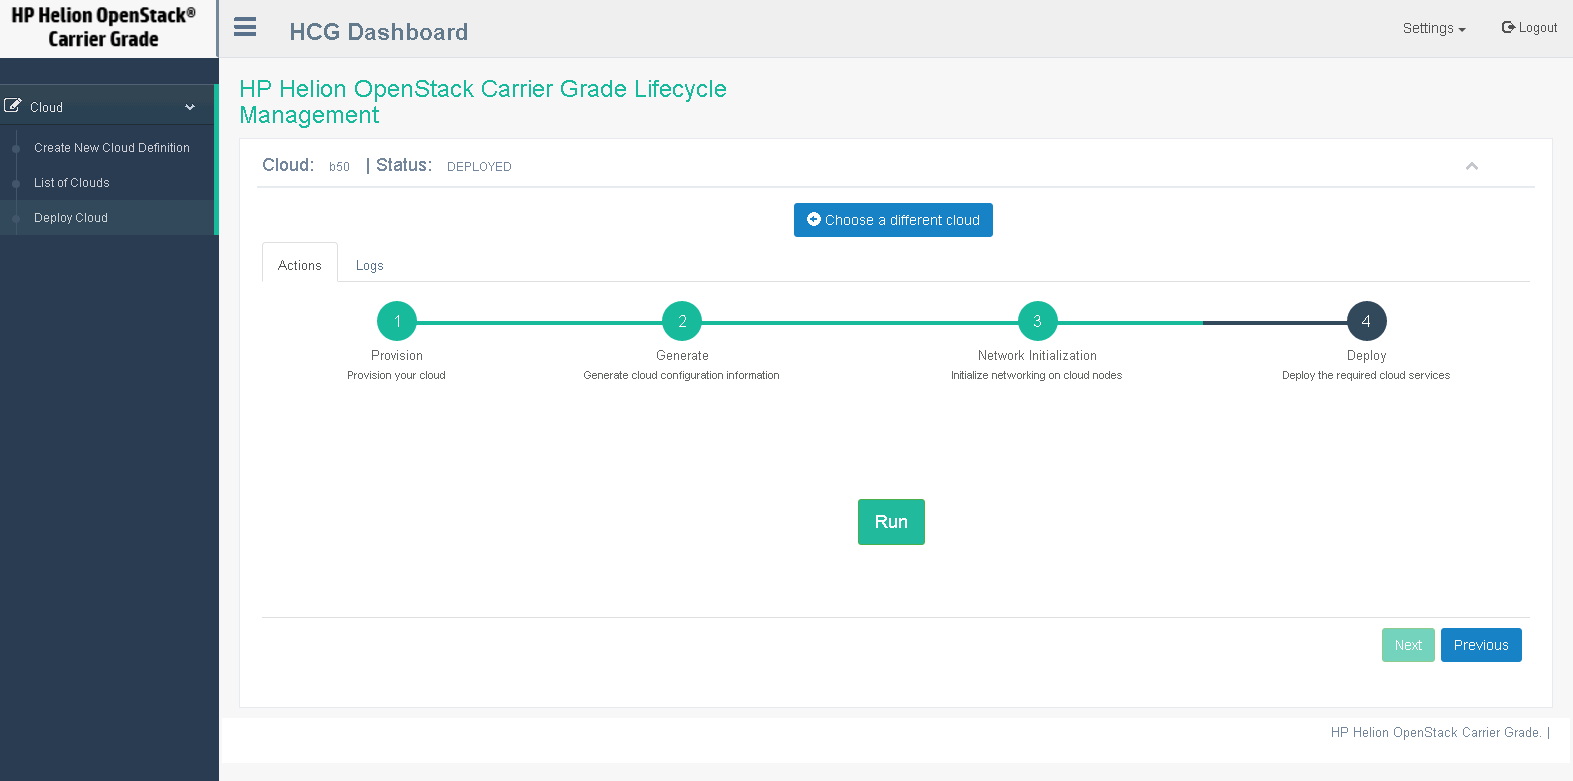 HP Helion OpenStack®
Carrier Grade
HCG Dashboard
Settings
Logout
Cloud
Create New Cloud Definition
List of Clouds
Deploy Cloud
HP Helion OpenStack Carrier Grade Lifecycle
Management
Cloud: b50 | Status: DEPLOYED
Choose a different cloud
Actions Logs
1 2 3 4
Provision Generate Network Initialization Deploy
Provision your cloud Generate cloud configuration information Initialize networking on cloud nodes Deploy the required cloud services
Run
Next Previous
HP Helion OpenStack Carrier Grade. |